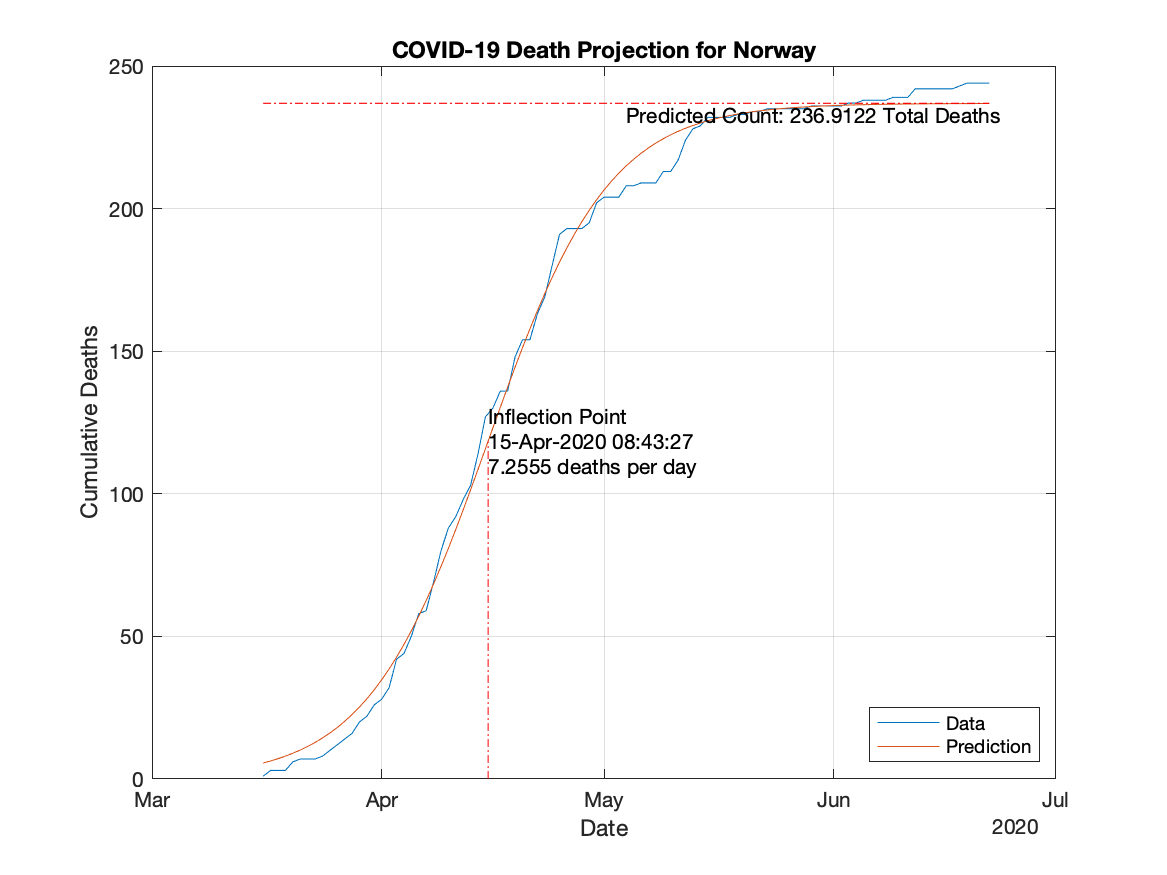 COVID-19 Death Projection for Norway
250
Predicted Count: 236.9122 Total Deaths
200
150
Inflection Point
15-Apr-2020 08:43:27
7.2555 deaths per day
100
50
0
Cumulative Deaths
Data
Prediction
Mar Apr May Jun Jul
Date
2020